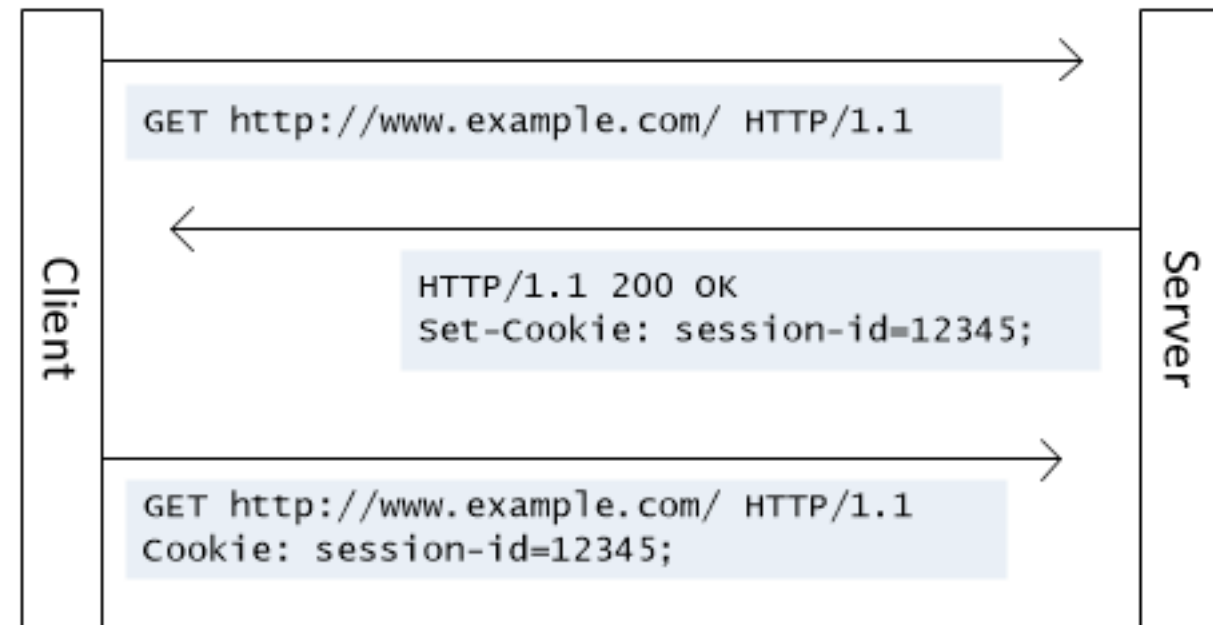 Client
Server
GET http://www.example.com/ HTTP/1.1
HTTP/1.1 200 OK
Set-Cookie: session-id=12345;
GET http://www.example.com/ HTTP/1.1
Cookie: session-id=12345;